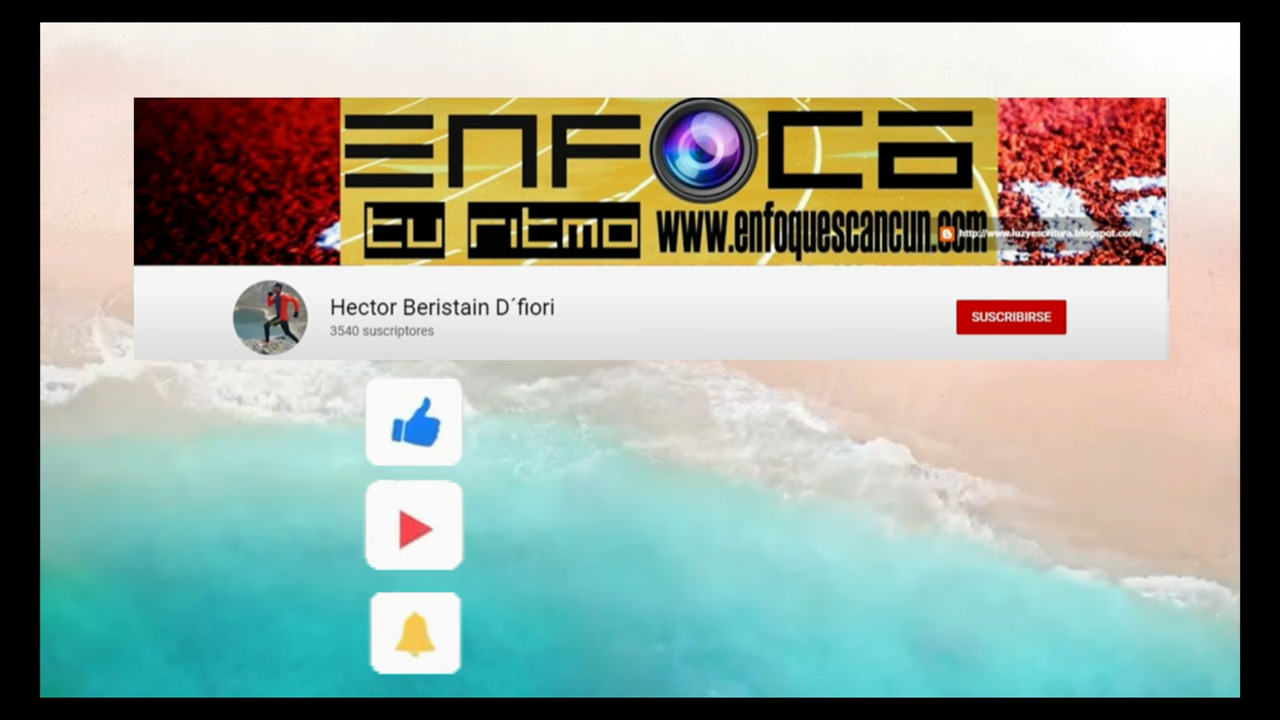 ENFOCA
tu ritmo www.enfoquescancun.com
http://www.luzyescritura.blogspot.com/
Hector Beristain D´fiori
3540 suscriptores
SUSCRIBIRSE